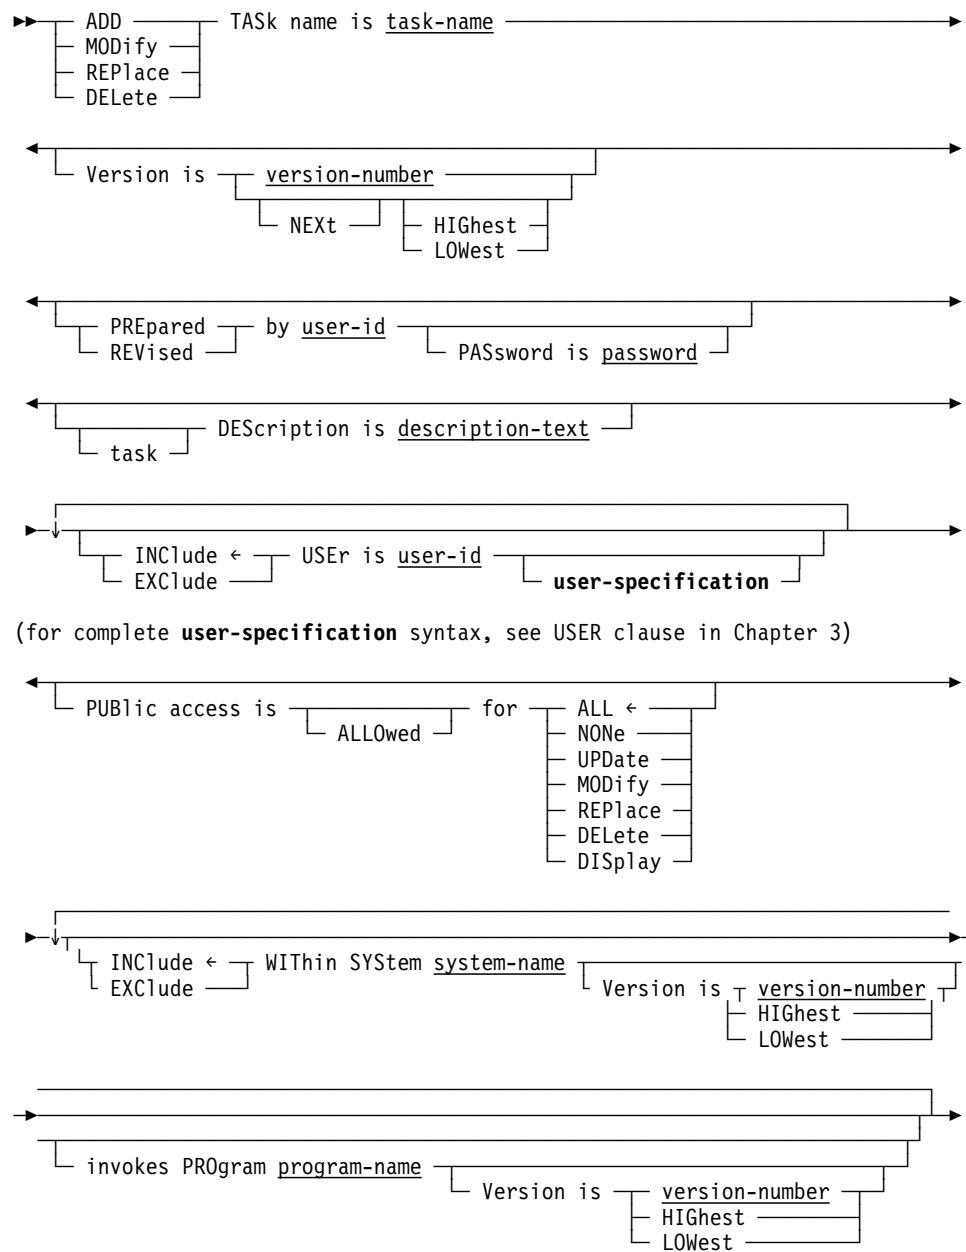 ADD TASk name is task-name
MODify
REPlace
DELete
Version is version-number
NEXt HIGhest
LOWest
PREpared by user-id
REVised PASsword is password
DEScription is description-text
task
INClude ← USEr is user-id
EXClude user-specification
(for complete user-specification syntax, see USER clause in Chapter 3)
PUBlic access is for ALL ←
ALLOwed NONe
UPDate
MODify
REPlace
DELete
DISplay
INClude ← WIThin SYStem system-name
EXClude Version is version-number
HIGhest
LOWest
invokes PROgram program-name
Version is version-number
HIGhest
LOWest